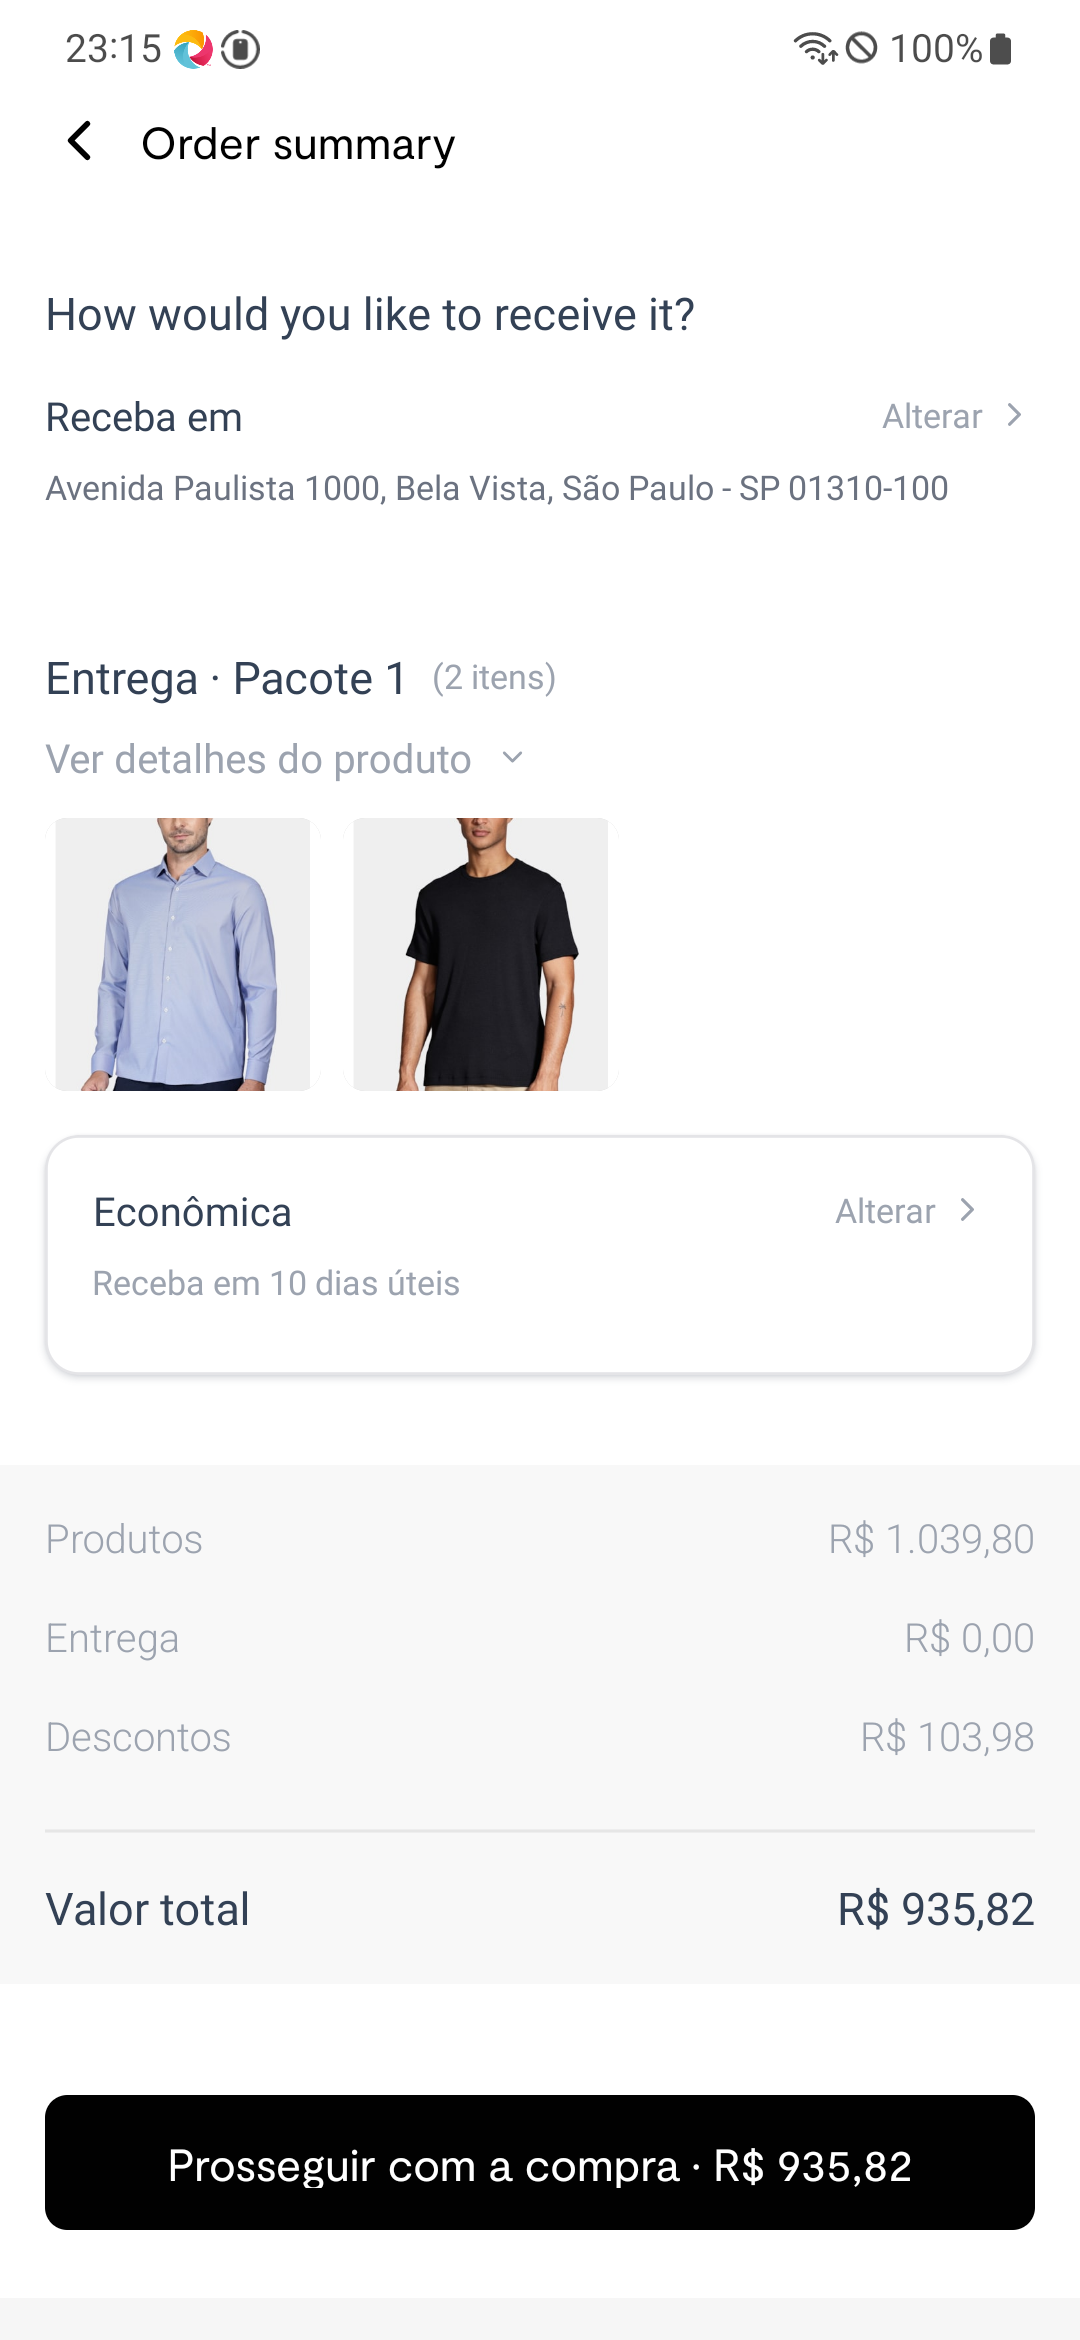 23:15
100%
Order summary
How would you like to receive it?
Receba em
Alterar
Avenida Paulista 1000, Bela Vista, São Paulo - SP 01310-100
Entrega · Pacote 1 (2 itens)
Ver detalhes do produto
Econômica
Alterar
Receba em 10 dias úteis
Produtos R$ 1.039,80
Entrega R$ 0,00
Descontos R$ 103,98
Valor total R$ 935,82
Prosseguir com a compra · R$ 935,82